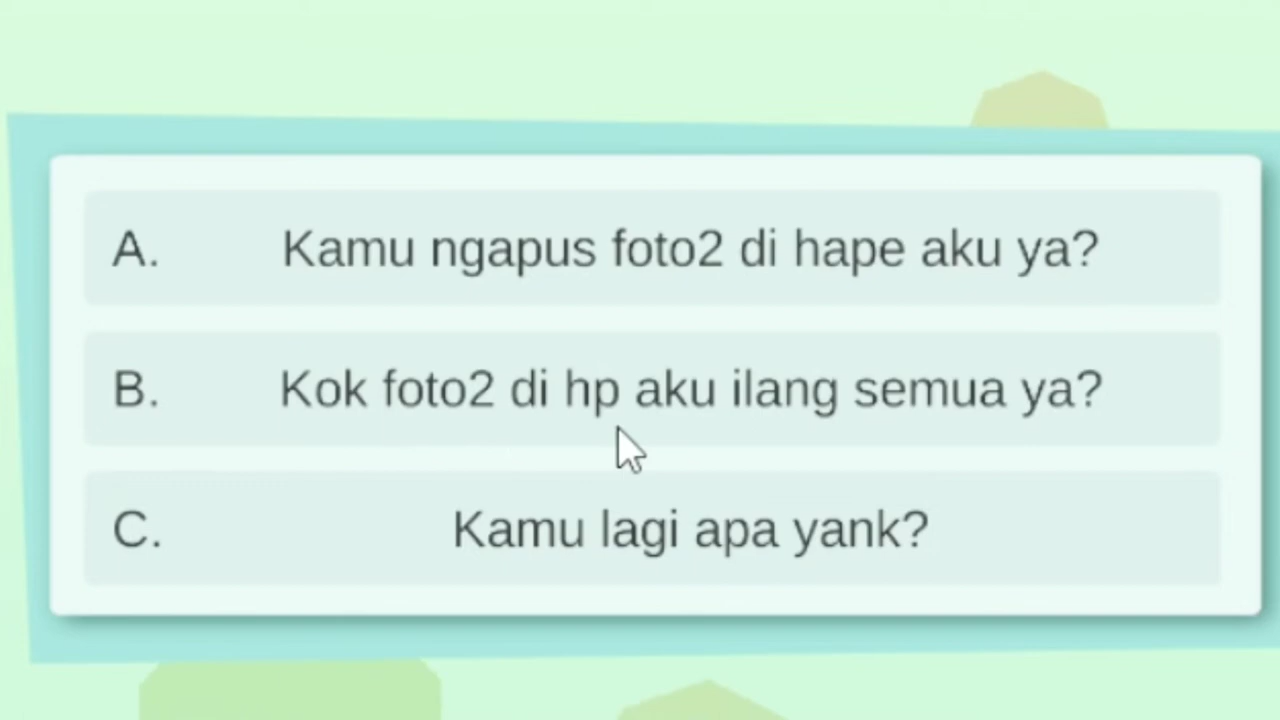 A. Kamu ngapus foto2 di hape aku ya?
B. Kok foto2 di hp aku ilang semua ya?
C. Kamu lagi apa yank?